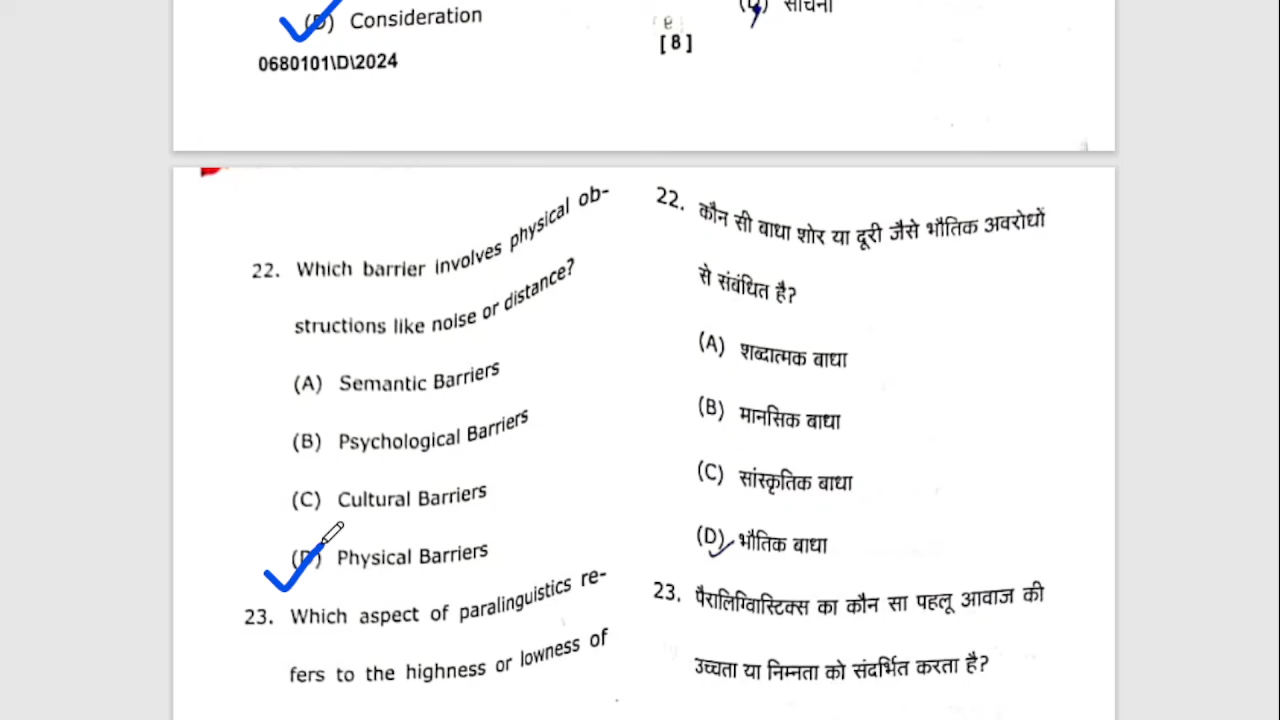 (D) Consideration
(D) सोचना
[ 8 ]
0680101\D\2024
22. Which barrier involves physical ob-
structions like noise or distance?
(A) Semantic Barriers
(B) Psychological Barriers
(C) Cultural Barriers
(D) Physical Barriers
23. Which aspect of paralinguistics re-
fers to the highness or lowness of
22. कौन सी बाधा शोर या दूरी जैसे भौतिक अवरोधों
से संबंधित है?
(A) शब्दात्मक बाधा
(B) मानसिक बाधा
(C) सांस्कृतिक बाधा
(D) भौतिक बाधा
23. पैरालिंग्विास्टिक्स का कौन सा पहलू आवाज की
उच्चता या निम्नता को संदर्भित करता है?